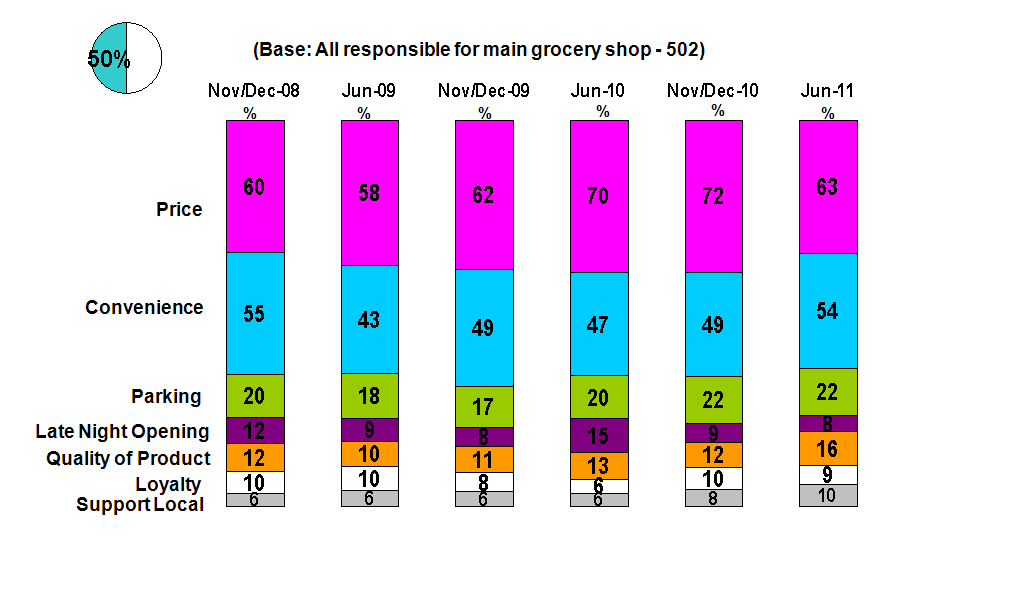 50%
(Base: All responsible for main grocery shop - 502)
Nov/Dec-08 Jun-09 Nov/Dec-09 Jun-10 Nov/Dec-10 Jun-11
% % % % % %
Price 60 58 62 70 72 63
Convenience 55 43 49 47 49 54
Parking 20 18 17 20 22 22
Late Night Opening 12 9 8 15 9 8
Quality of Product 12 10 11 13 12 16
Loyalty 10 10 8 6 10 9
Support Local 6 6 6 6 8 10